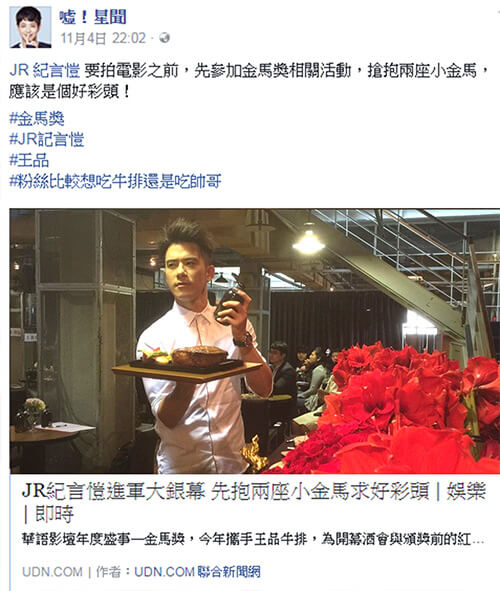 噓！星聞
11月4日 22:02 ·
JR 紀言愷 要拍電影之前，先參加金馬獎相關活動，搶抱兩座小金馬，
應該是個好彩頭！
#金馬獎
#JR記言愷
#王品
#粉絲比較想吃牛排還是吃帥哥
JR紀言愷進軍大銀幕 先抱兩座小金馬求好彩頭 | 娛樂
| 即時
華語影壇年度盛事—金馬獎，今年攜手王品牛排，為開幕酒會與頒獎前的紅...
UDN.COM | 作者：UDN.COM 聯合新聞網